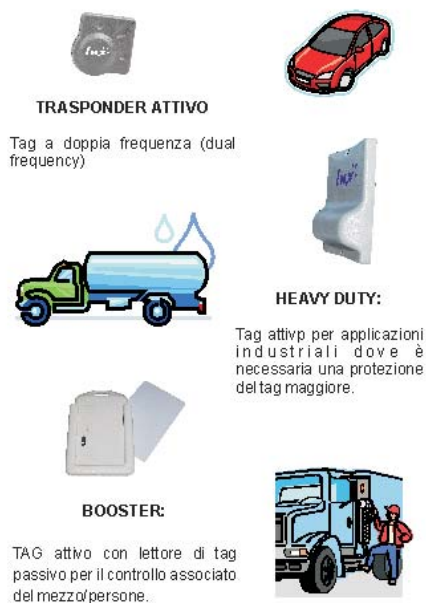 TRASPONDER ATTIVO
Tag a doppia frequenza (dual
frequency)
HEAVY DUTY:
Tag attivp per applicazioni
industriali dove è
necessaria una protezione
del tag maggiore.
BOOSTER:
TAG attivo con lettore di tag
passivo per il controllo associato
del mezzo/persone.